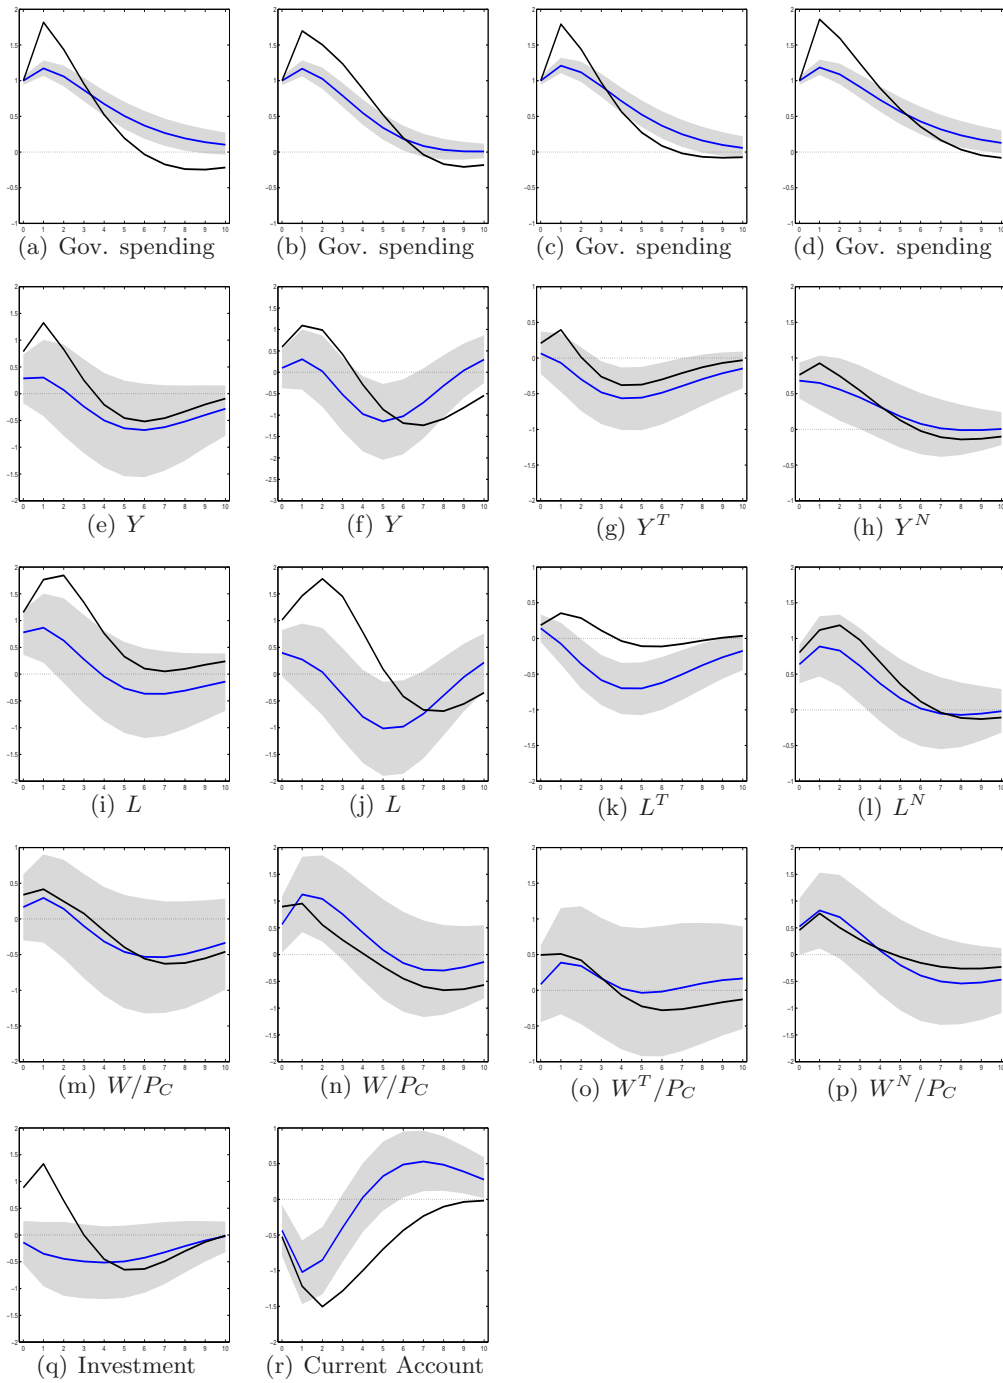 (a) Gov. spending
(b) Gov. spending
(c) Gov. spending
(d) Gov. spending
(e) Y
(f) Y
(g) Y^T
(h) Y^N
(i) L
(j) L
(k) L^T
(l) L^N
(m) W/P_C
(n) W/P_C
(o) W^T/P_C
(p) W^N/P_C
(q) Investment
(r) Current Account